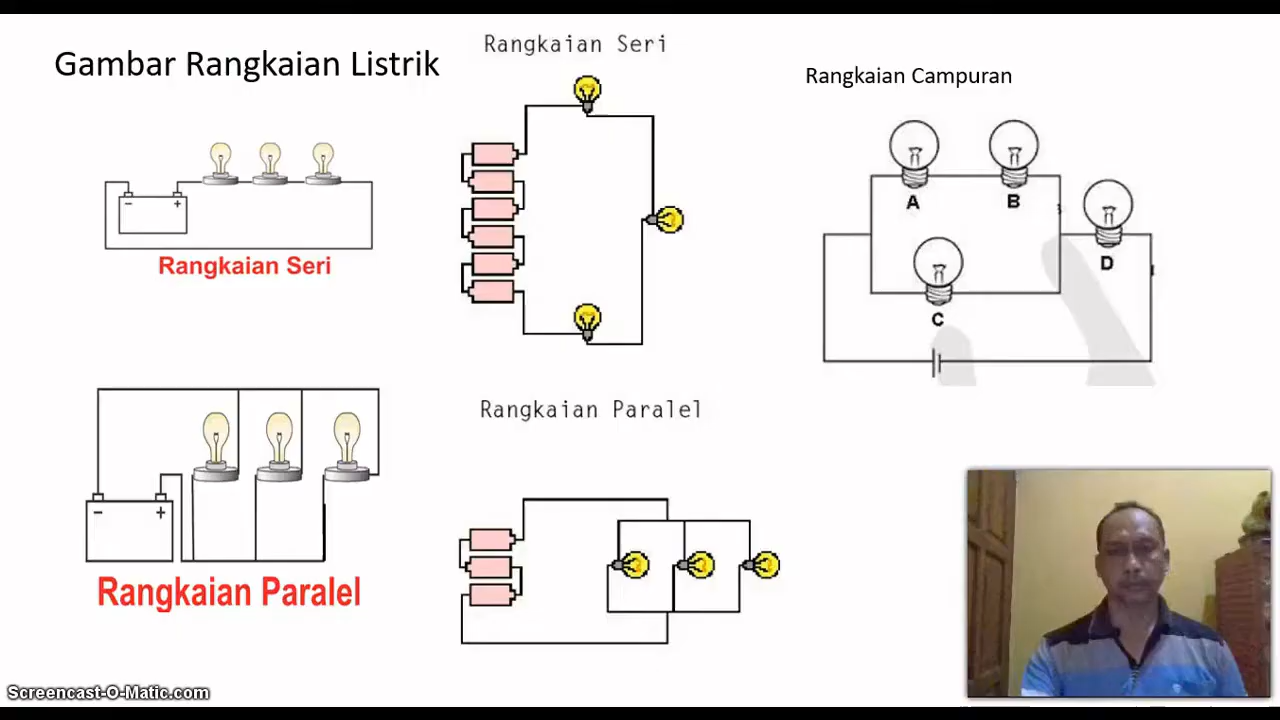 Gambar Rangkaian Listrik
Rangkaian Seri
Rangkaian Campuran
- +
Rangkaian Seri
A
B
D
C
Rangkaian Paralel
- +
Rangkaian Paralel
Screencast-O-Matic.com